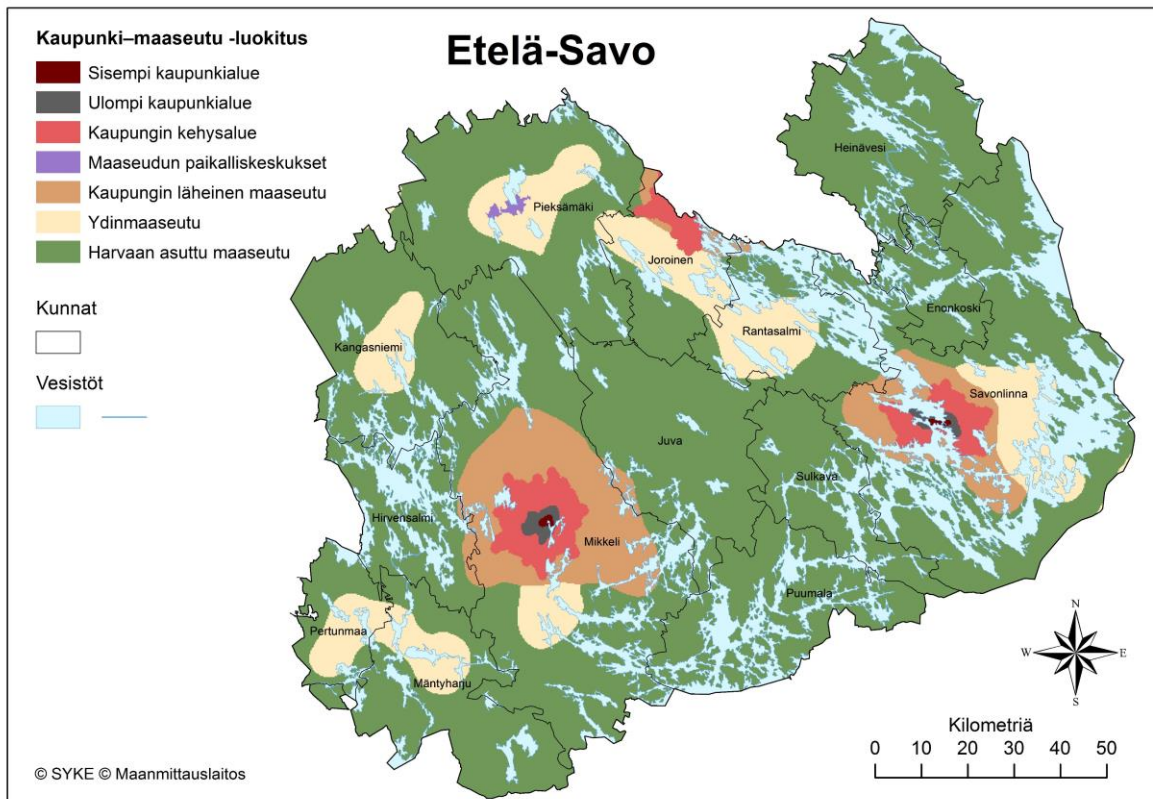 Etelä-Savo
Kaupunki–maaseutu -luokitus
Sisempi kaupunkialue
Ulompi kaupunkialue
Kaupungin kehysalue
Maaseudun paikalliskeskukset
Kaupungin läheinen maaseutu
Ydinmaaseutu
Harvaan asuttu maaseutu
Kunnat
Vesistöt
Heinävesi
Pieksämäki
Joroinen
Enonkoski
Rantasalmi
Kangasniemi
Savonlinna
Juva
Sulkava
Hirvensalmi
Mikkeli
Puumala
Pertunmaa
Mäntyharju
N
W E
S
Kilometriä
0 10 20 30 40 50
© SYKE © Maanmittauslaitos